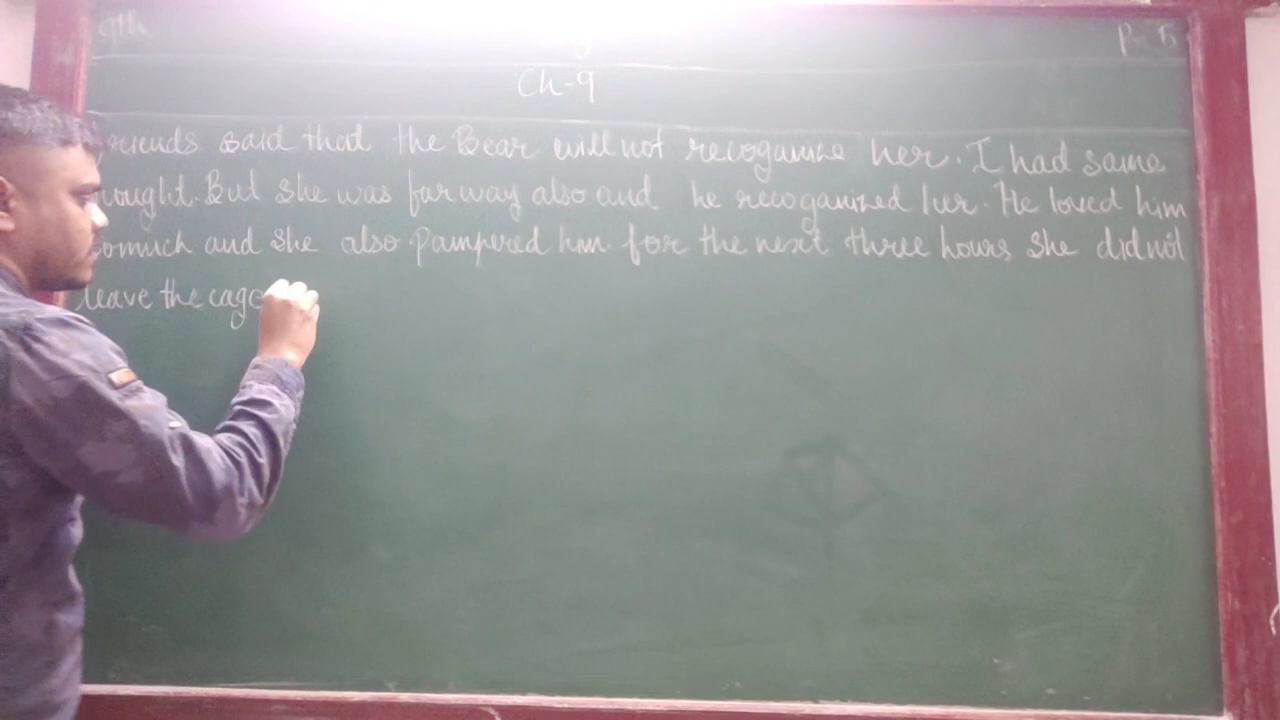 9th P-5
Ch-9
friends said that the Bear will not recoganize her. I had same
thought. But she was far way also and he recoganized her. He loved him
somuch and she also Pampered him. for the next three hours she did not
leave the cage